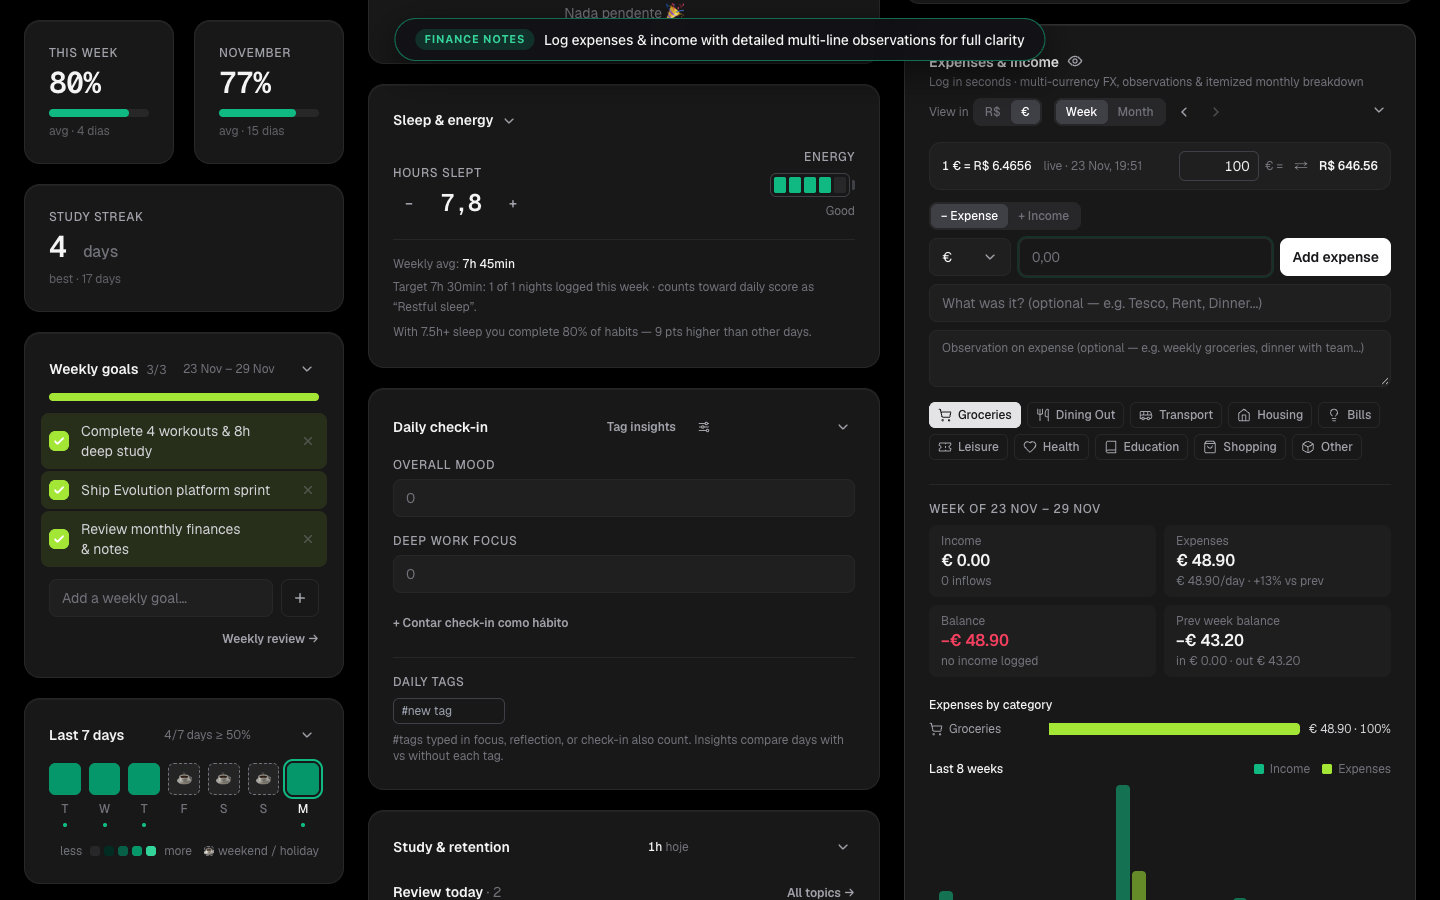 THIS WEEK
80%
avg · 4 dias
NOVEMBER
77%
avg · 15 dias
STUDY STREAK
4 days
best · 17 days
Weekly goals 3/3 23 Nov – 29 Nov
Complete 4 workouts & 8h
deep study
Ship Evolution platform sprint
Review monthly finances
& notes
Add a weekly goal...
Weekly review →
Last 7 days 4/7 days ≥ 50%
T W T F S S M
less more weekend / holiday
Nada pendente 🎉
FINANCE NOTES Log expenses & income with detailed multi-line observations for full clarity
Sleep & energy
HOURS SLEPT
- 7,8 +
ENERGY
Good
Weekly avg: 7h 45min
Target 7h 30min: 1 of 1 nights logged this week · counts toward daily score as
“Restful sleep”.
With 7.5h+ sleep you complete 80% of habits — 9 pts higher than other days.
Daily check-in Tag insights
OVERALL MOOD
0
DEEP WORK FOCUS
0
+ Contar check-in como hábito
DAILY TAGS
#new tag
#tags typed in focus, reflection, or check-in also count. Insights compare days with
vs without each tag.
Study & retention 1h hoje
Review today · 2 All topics →
Expenses & Income
Log in seconds · multi-currency FX, observations & itemized monthly breakdown
View in R$ € Week Month
1 € = R$ 6.4656 live · 23 Nov, 19:51 100 € = ⇄ R$ 646.56
− Expense + Income
€ 0,00 Add expense
What was it? (optional — e.g. Tesco, Rent, Dinner...)
Observation on expense (optional — e.g. weekly groceries, dinner with team...)
Groceries Dining Out Transport Housing Bills
Leisure Health Education Shopping Other
WEEK OF 23 NOV – 29 NOV
Income
€ 0.00
0 inflows
Expenses
€ 48.90
€ 48.90/day · +13% vs prev
Balance
−€ 48.90
no income logged
Prev week balance
−€ 43.20
in € 0.00 · out € 43.20
Expenses by category
Groceries € 48.90 · 100%
Last 8 weeks Income Expenses